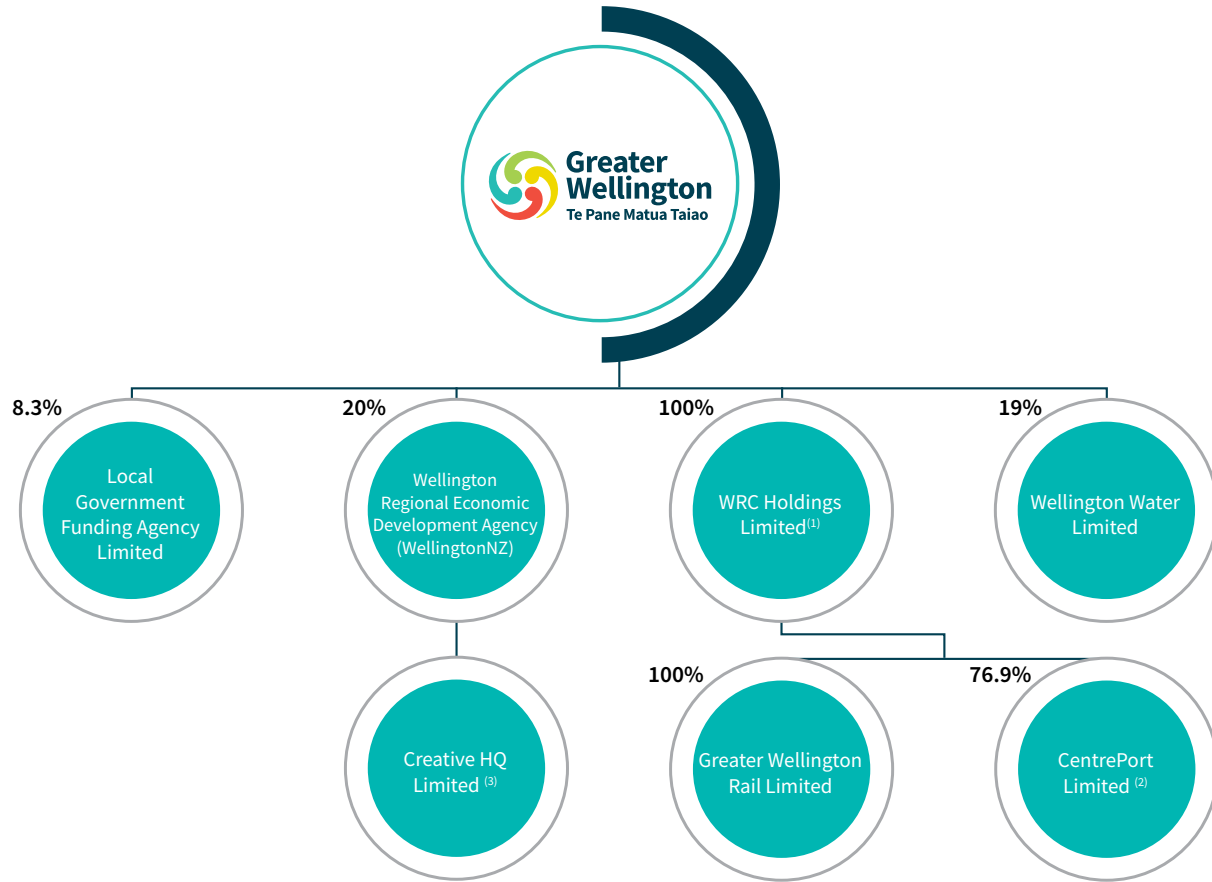 Greater
Wellington
Te Pane Matua Taiao
8.3%
20%
100%
19%
Local
Government
Funding Agency
Limited
Wellington
Regional Economic
Development Agency
(WellingtonNZ)
WRC Holdings
Limited(1)
Wellington Water
Limited
100%
76.9%
Creative HQ
Limited (3)
Greater Wellington
Rail Limited
CentrePort
Limited (2)